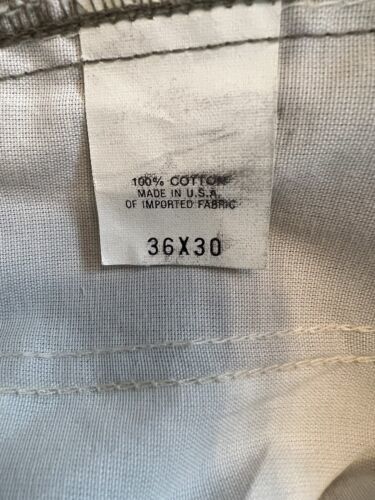 100% COTTON
MADE IN U.S.A.
OF IMPORTED FABRIC
36X30